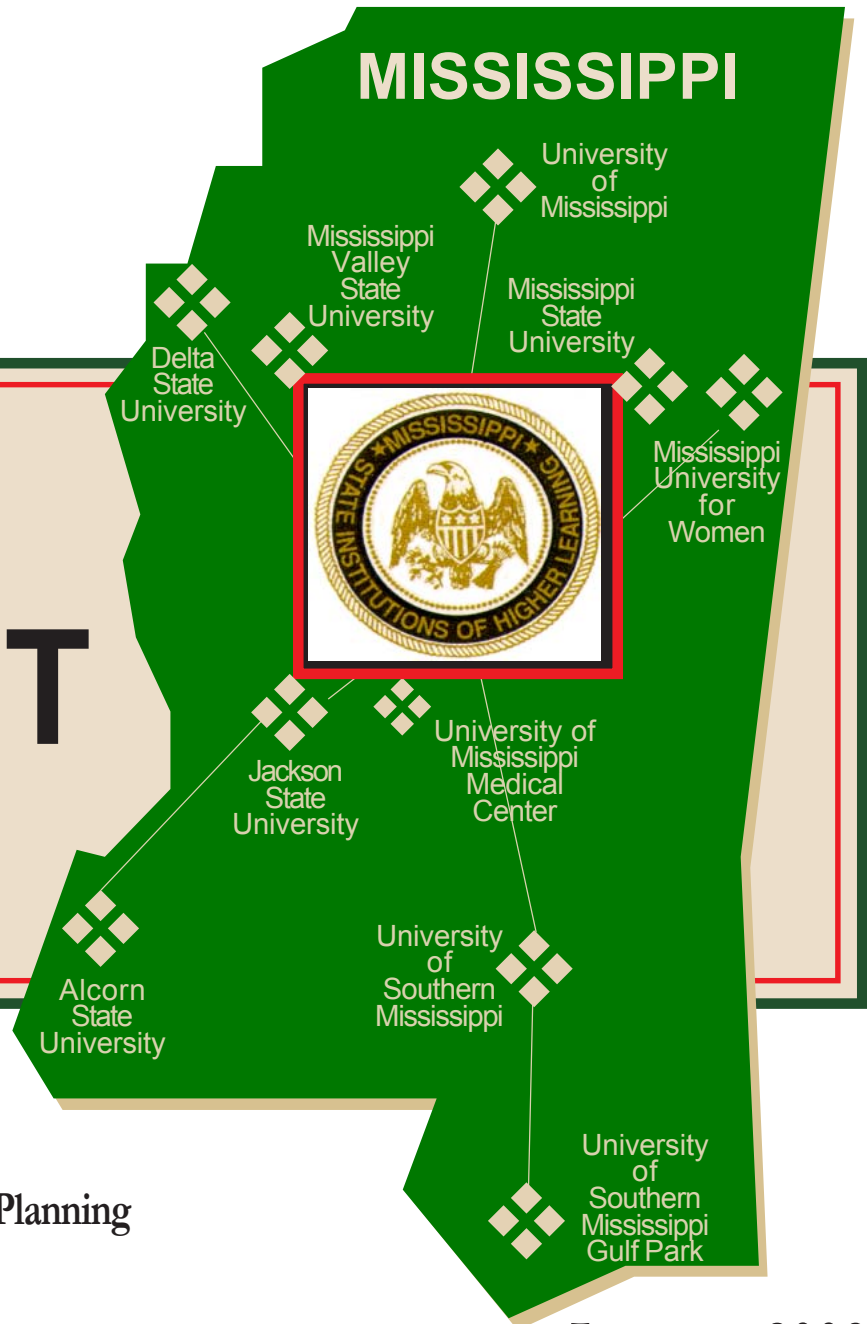 MISSISSIPPI
University
of
Mississippi
Mississippi
Valley
State
University
Mississippi
State
University
Delta
State
University
Mississippi
University
for
Women
★MISSISSIPPI★
STATE INSTITUTIONS OF HIGHER LEARNING
T
Jackson
State
University
University of
Mississippi
Medical
Center
University
of
Southern
Mississippi
Alcorn
State
University
Planning
University
of
Southern
Mississippi
Gulf Park